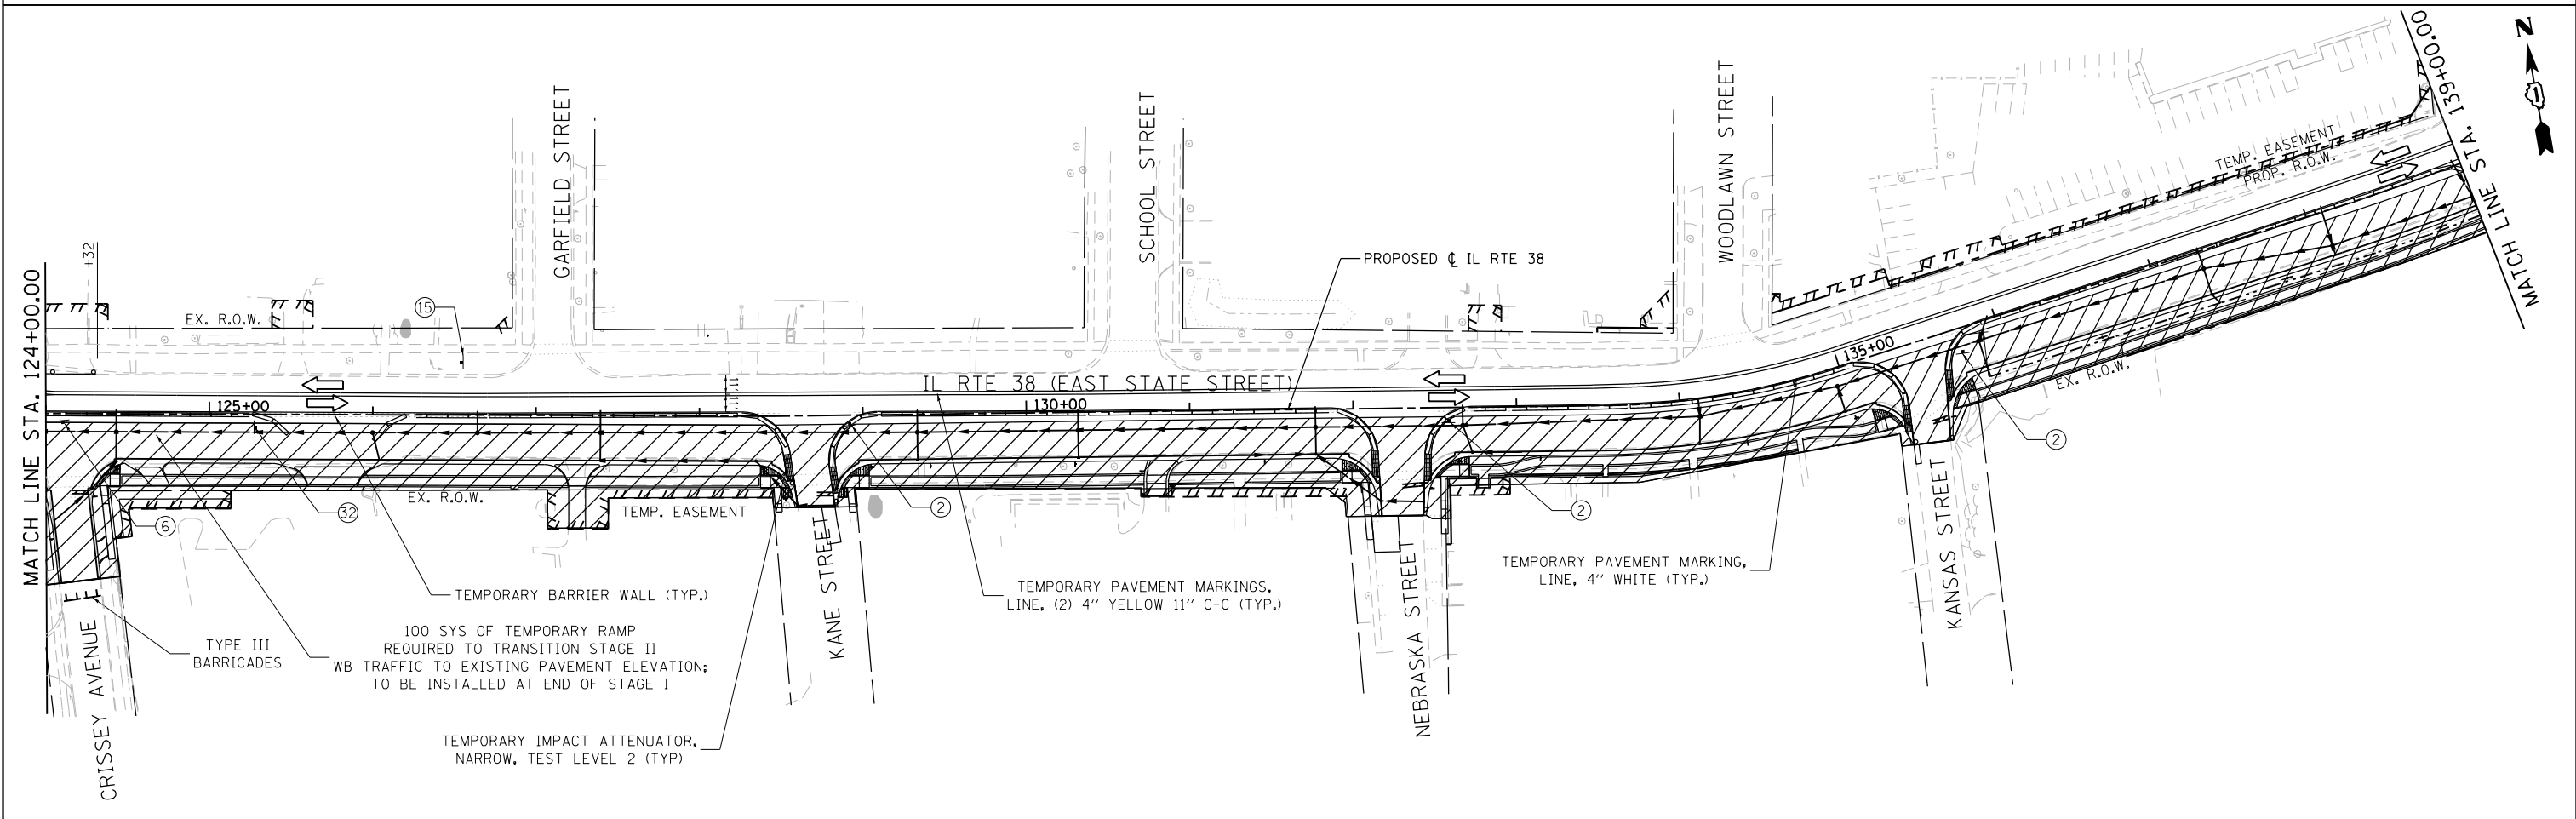 MATCH LINE STA. 124+00.00
+32
EX. R.O.W.
15
GARFIELD STREET
SCHOOL STREET
WOODLAWN STREET
PROPOSED ℄ IL RTE 38
TEMP. EASEMENT
PROP. R.O.W.
MATCH LINE STA. 139+00.00
N
IL RTE 38 (EAST STATE STREET)
11'
11'
125+00
130+00
135+00
EX. R.O.W.
TEMP. EASEMENT
EX. R.O.W.
6
32
2
2
2
CRISSEY AVENUE
KANE STREET
NEBRASKA STREET
KANSAS STREET
TYPE III
BARRICADES
TEMPORARY BARRIER WALL (TYP.)
100 SYS OF TEMPORARY RAMP
REQUIRED TO TRANSITION STAGE II
WB TRAFFIC TO EXISTING PAVEMENT ELEVATION;
TO BE INSTALLED AT END OF STAGE I
TEMPORARY IMPACT ATTENUATOR,
NARROW, TEST LEVEL 2 (TYP)
TEMPORARY PAVEMENT MARKINGS,
LINE, (2) 4'' YELLOW 11'' C-C (TYP.)
TEMPORARY PAVEMENT MARKING,
LINE, 4'' WHITE (TYP.)